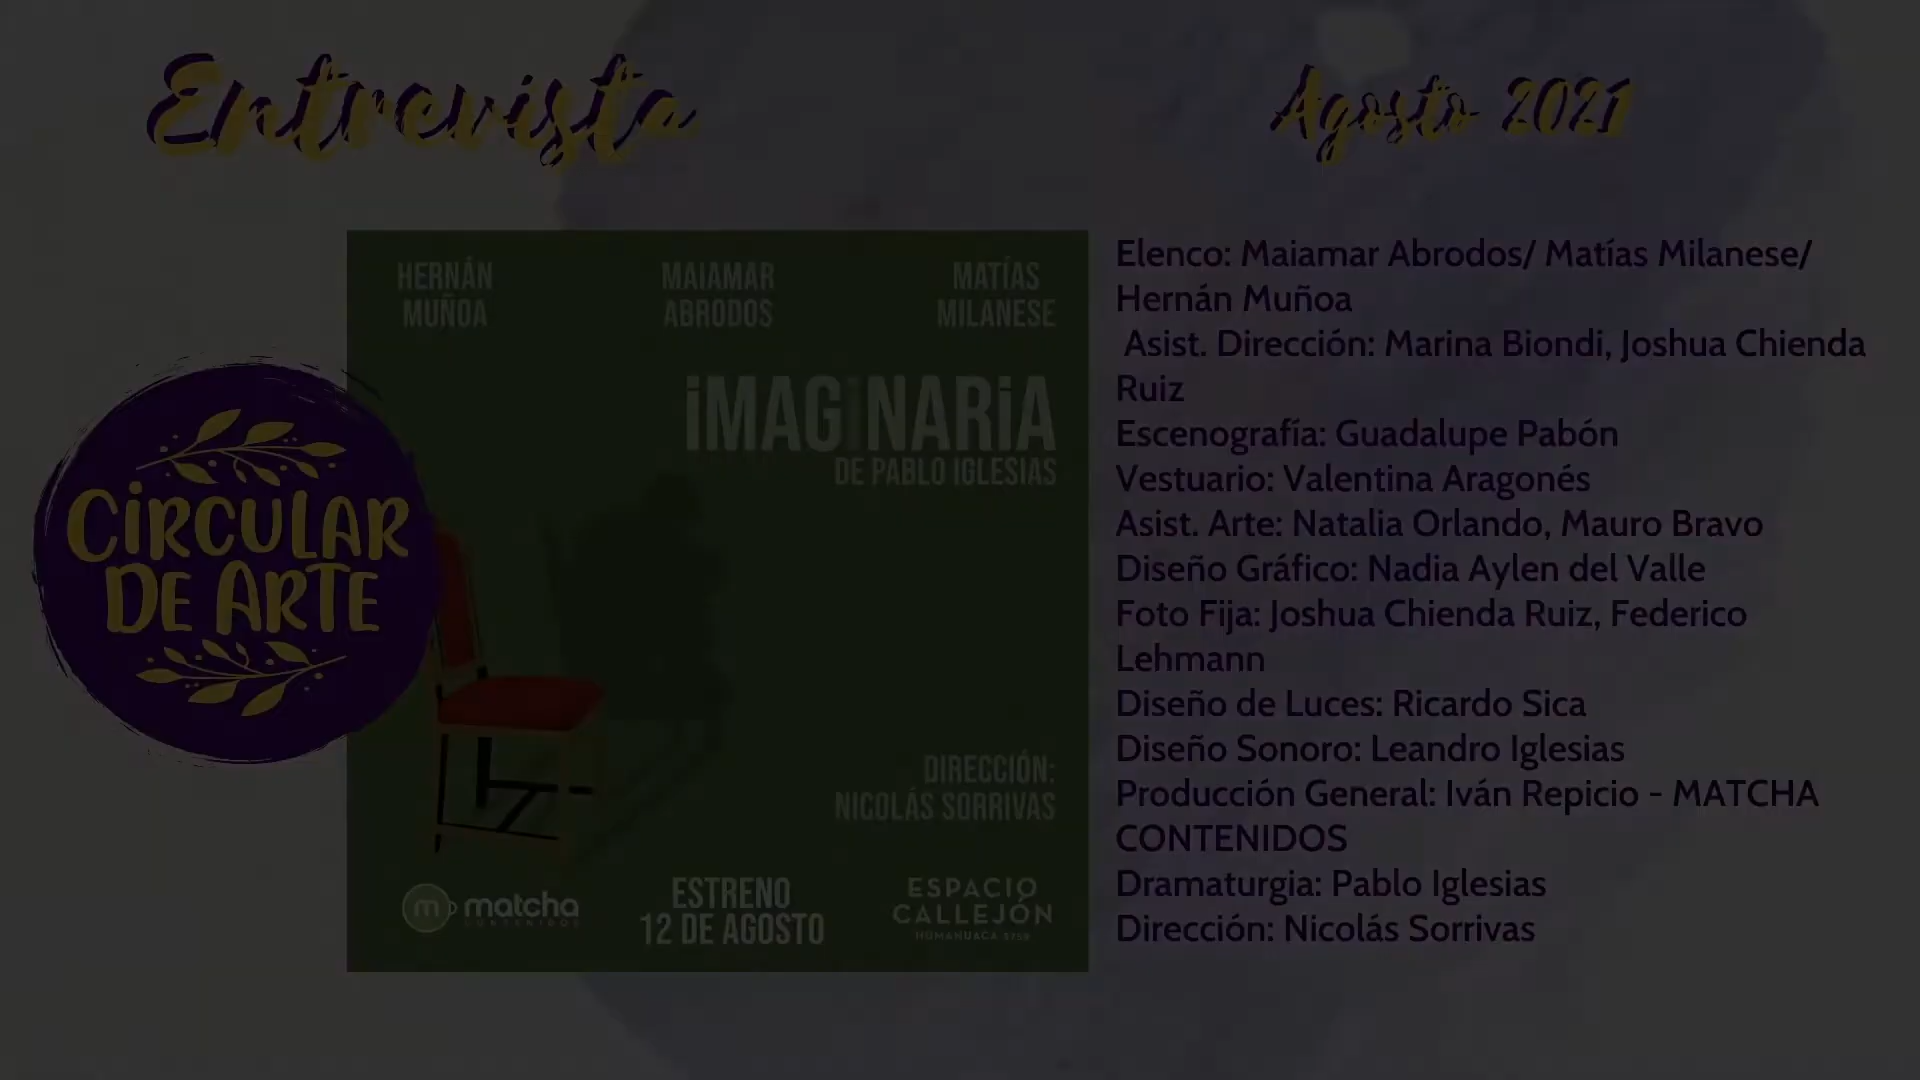 Entrevista
Agosto 2021
HERNÁN
MUÑOA
MAIAMAR
ABRODOS
MATÍAS
MILANESE
iMAGiNARiA
DE PABLO IGLESIAS
CiRCULAR
DE ARTE
DIRECCIÓN:
NICOLÁS SORRIVAS
m matcha
CONTENIDOS
ESTRENO
12 DE AGOSTO
ESPACIO
CALLEJÓN
HUMAHUACA 3759
Elenco: Maiamar Abrodos/ Matías Milanese/
Hernán Muñoa
Asist. Dirección: Marina Biondi, Joshua Chienda
Ruiz
Escenografía: Guadalupe Pabón
Vestuario: Valentina Aragonés
Asist. Arte: Natalia Orlando, Mauro Bravo
Diseño Gráfico: Nadia Aylen del Valle
Foto Fija: Joshua Chienda Ruiz, Federico
Lehmann
Diseño de Luces: Ricardo Sica
Diseño Sonoro: Leandro Iglesias
Producción General: Iván Repicio - MATCHA
CONTENIDOS
Dramaturgia: Pablo Iglesias
Dirección: Nicolás Sorrivas